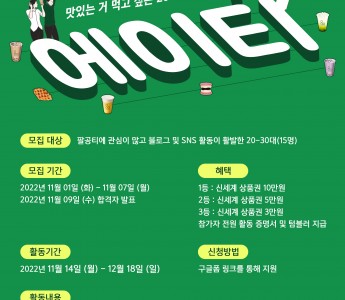 맛있는 거 먹고 싶은
에이타
모집 대상
팔공티에 관심이 많고 블로그 및 SNS 활동이 활발한 20-30대(15명)
모집 기간
2022년 11월 01일 (화) – 11월 07일 (월)
2022년 11월 09일 (수) 합격자 발표
혜택
1등 : 신세계 상품권 10만원
2등 : 신세계 상품권 5만원
3등 : 신세계 상품권 3만원
참가자 전원 활동 증명서 및 텀블러 지급
활동기간
2022년 11월 14일 (월) – 12월 18일 (일)
신청방법
구글폼 링크를 통해 지원
활동내용